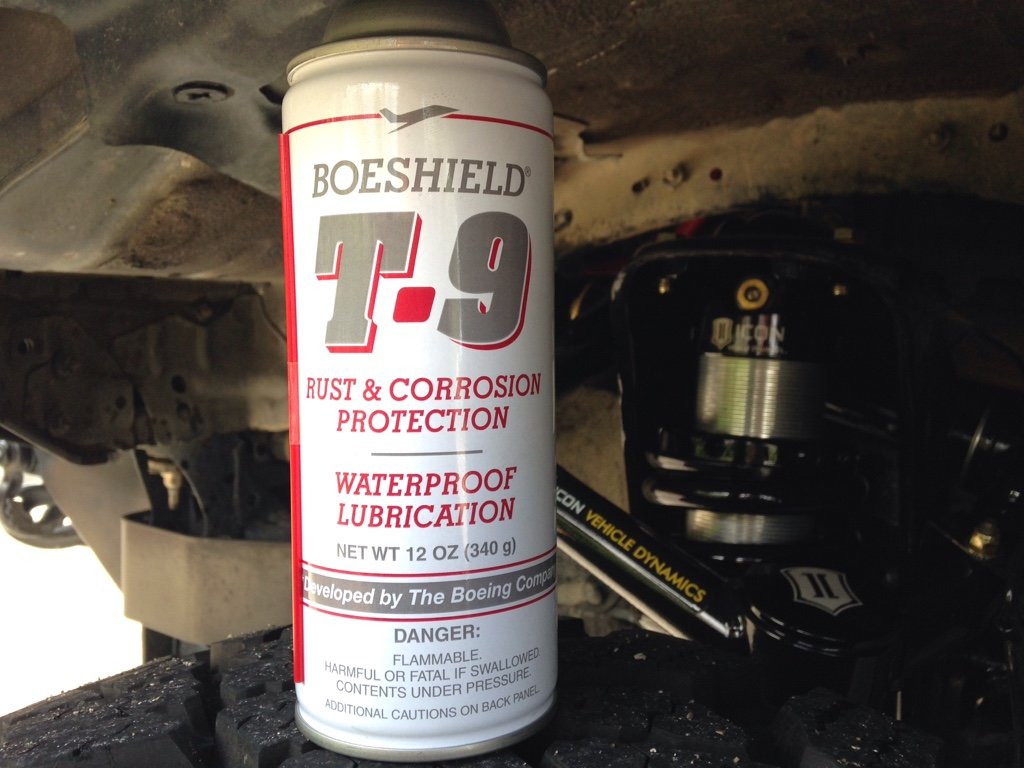 BOESHIELD®
T·9
RUST & CORROSION
PROTECTION
WATERPROOF
LUBRICATION
NET WT 12 OZ (340 g)
Developed by The Boeing
DANGER:
FLAMMABLE.
HARMFUL OR FATAL IF SWALLOWED.
CONTENTS UNDER PRESSURE.
ADDITIONAL CAUTIONS ON BACK PANEL.
ICON
ICON VEHICLE DYNAMICS